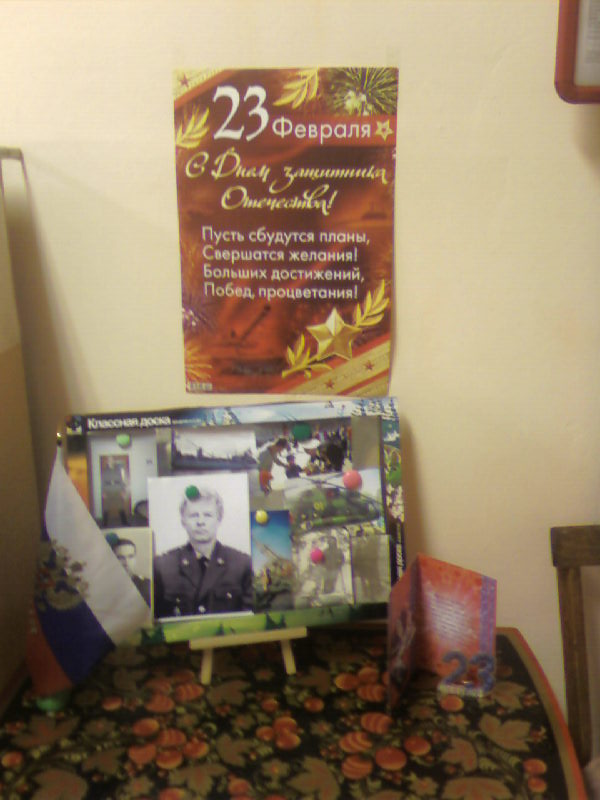 23 Февраля
С Днем защитника
Отечества!
Пусть сбудутся планы,
Свершатся желания!
Больших достижений,
Побед, процветания!
Классная доска
23